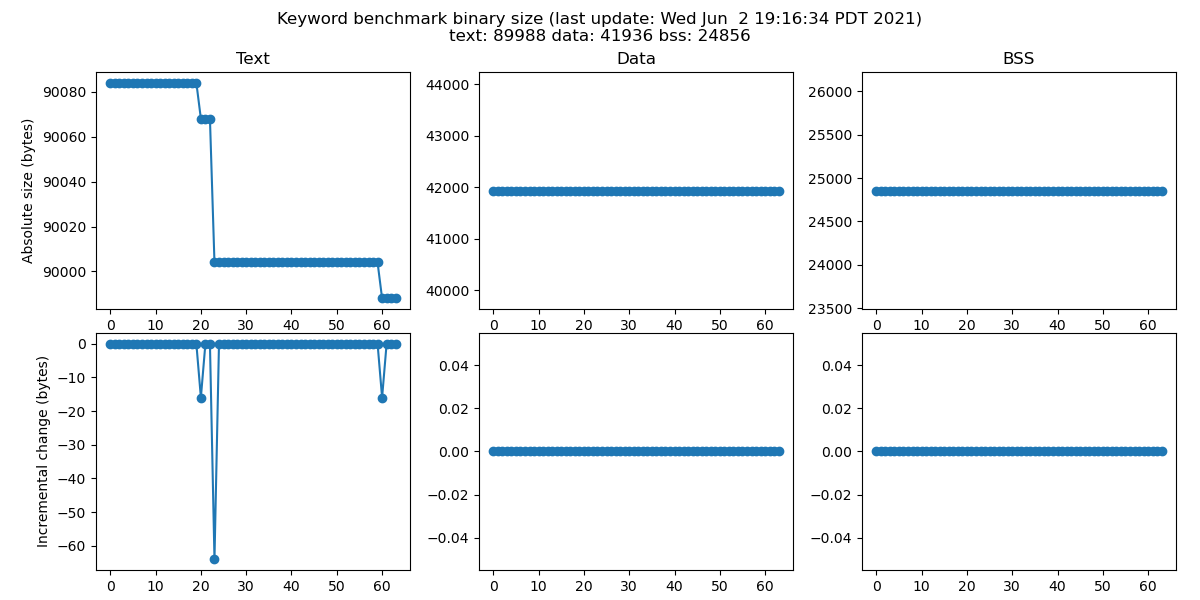 Keyword benchmark binary size (last update: Wed Jun  2 19:16:34 PDT 2021)
text: 89988 data: 41936 bss: 24856
Text
Data
BSS
Absolute size (bytes)
90080
90060
90040
90020
90000
0 10 20 30 40 50 60
44000
43000
42000
41000
40000
0 10 20 30 40 50 60
26000
25500
25000
24500
24000
23500
0 10 20 30 40 50 60
Incremental change (bytes)
0
−10
−20
−30
−40
−50
−60
0 10 20 30 40 50 60
0.04
0.02
0.00
−0.02
−0.04
0 10 20 30 40 50 60
0.04
0.02
0.00
−0.02
−0.04
0 10 20 30 40 50 60